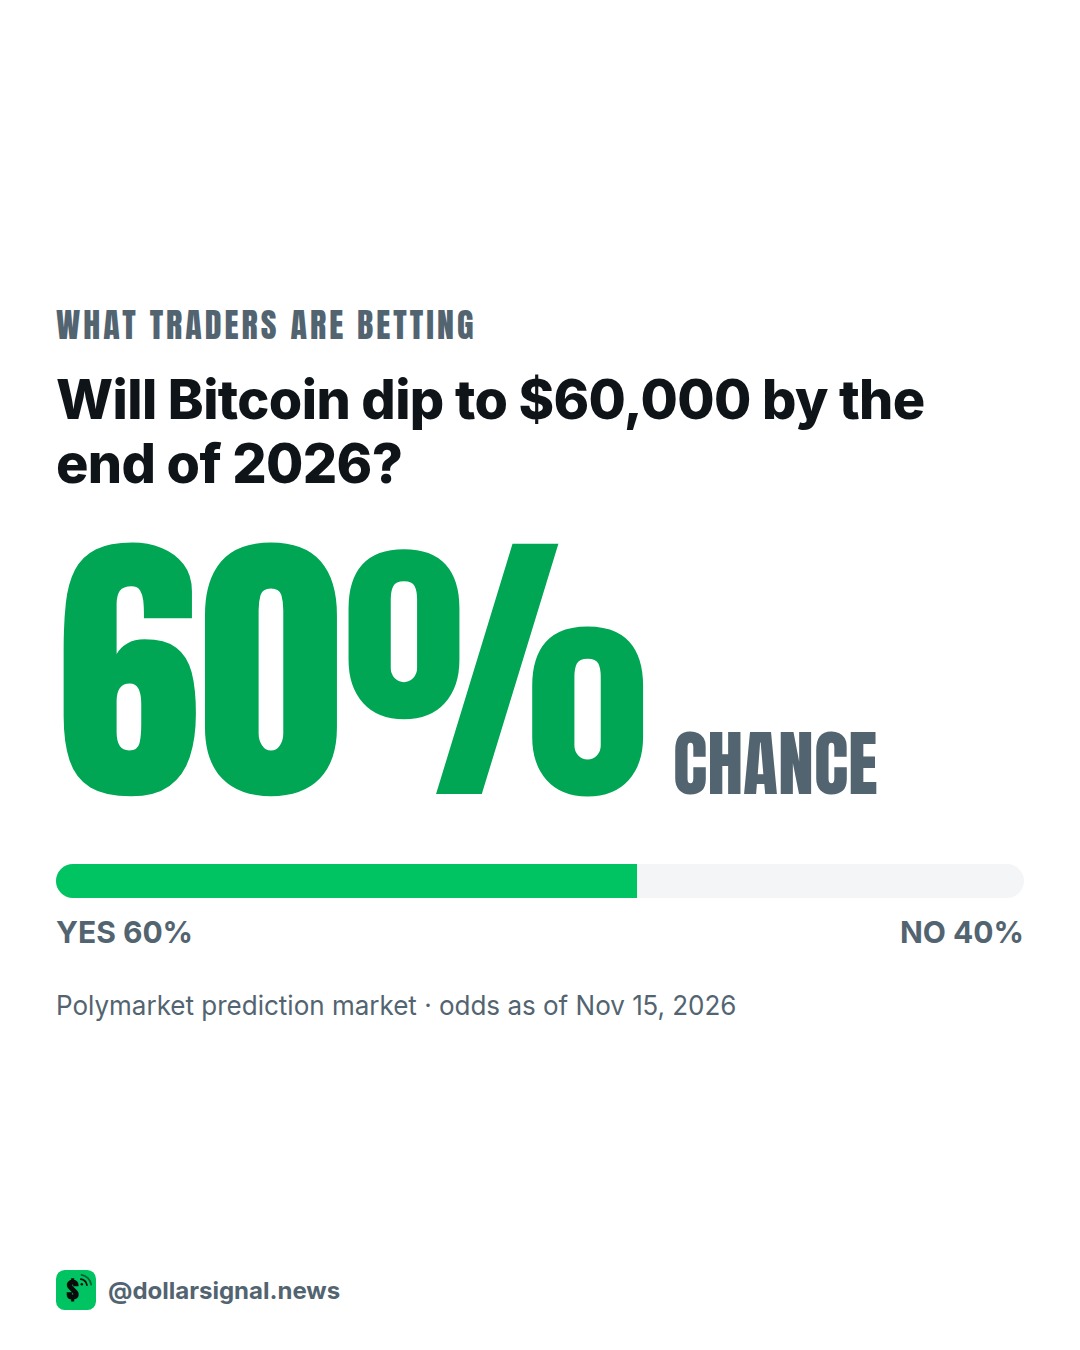 WHAT TRADERS ARE BETTING
Will Bitcoin dip to $60,000 by the
end of 2026?
60% CHANCE
YES 60% NO 40%
Polymarket prediction market · odds as of Nov 15, 2026
$ @dollarsignal.news